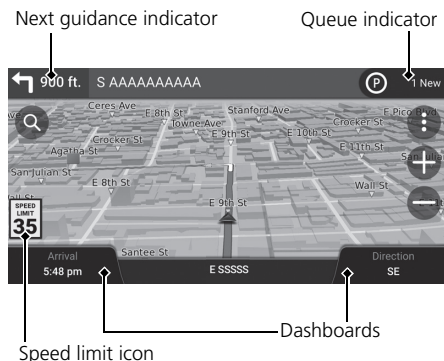 Next guidance indicator
Queue indicator
900 ft. S AAAAAAAAAA
P
1 New
Ceres Ave
E 8th St
Stanford Ave
E Pico Blvd
Towne Ave
E 9th St
Crocker St
Crocker St
E 10th St
Agatha St
E 11th St
San Julian St
E 8th St
Wall St
E 9th St
SPEED
LIMIT
35
Santee St
Arrival
5:48 pm
E SSSSS
Direction
SE
Dashboards
Speed limit icon